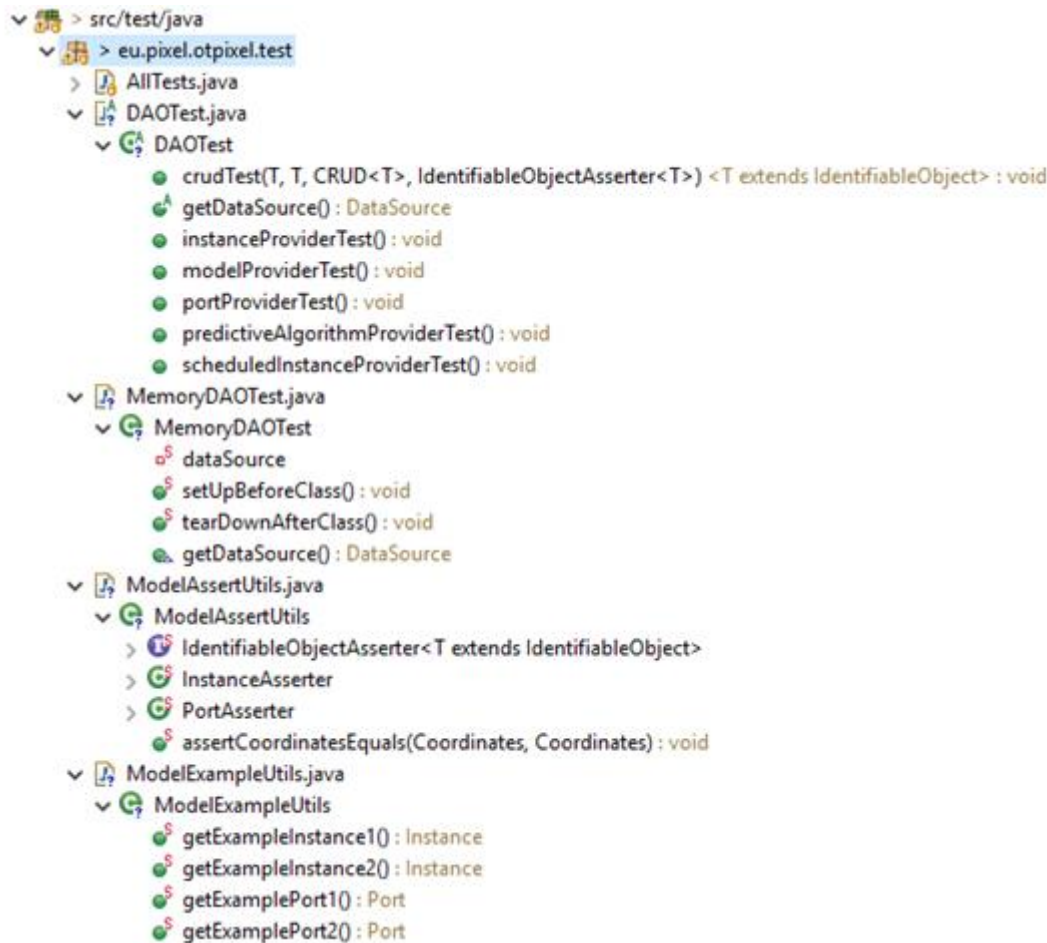 > src/test/java
> eu.pixel.otpixel.test
AllTests.java
DAOTest.java
DAOTest
crudTest(T, T, CRUD<T>, IdentifiableObjectAsserter<T>) <T extends IdentifiableObject> : void
getDataSource() : DataSource
instanceProviderTest() : void
modelProviderTest() : void
portProviderTest() : void
predictiveAlgorithmProviderTest() : void
scheduledInstanceProviderTest() : void
MemoryDAOTest.java
MemoryDAOTest
dataSource
setUpBeforeClass() : void
tearDownAfterClass() : void
getDataSource() : DataSource
ModelAssertUtils.java
ModelAssertUtils
IdentifiableObjectAsserter<T extends IdentifiableObject>
InstanceAsserter
PortAsserter
assertCoordinatesEquals(Coordinates, Coordinates) : void
ModelExampleUtils.java
ModelExampleUtils
getExampleInstance1() : Instance
getExampleInstance2() : Instance
getExamplePort1() : Port
getExamplePort2() : Port